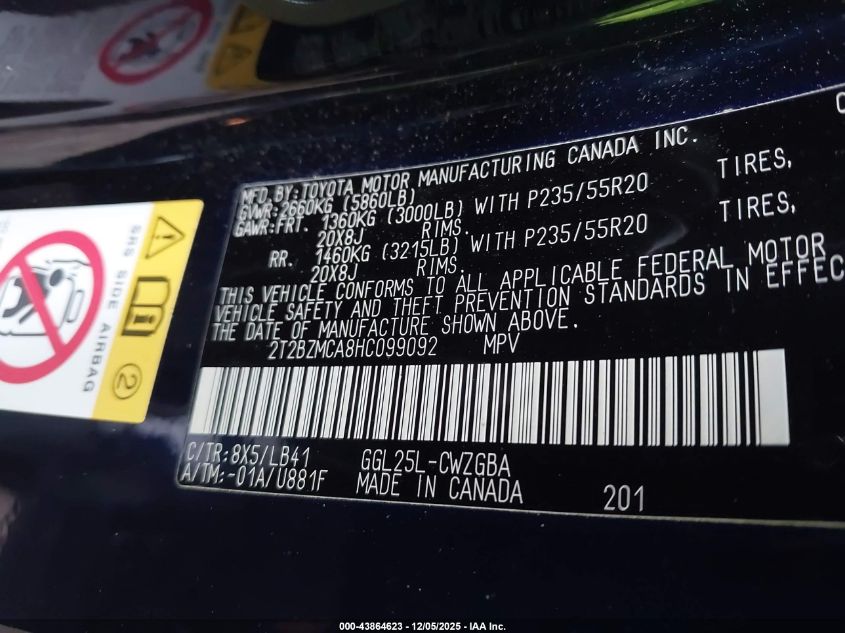 C
MFD. BY: TOYOTA MOTOR MANUFACTURING CANADA INC.
GVWR: 2660KG (5860LB)
GAWR: FRT. 1360KG (3000LB) WITH P235/55R20 TIRES,
20X8J RIMS.
RR. 1460KG (3215LB) WITH P235/55R20 TIRES,
20X8J RIMS.
THIS VEHICLE CONFORMS TO ALL APPLICABLE FEDERAL MOTOR
VEHICLE SAFETY AND THEFT PREVENTION STANDARDS IN EFFEC
THE DATE OF MANUFACTURE SHOWN ABOVE.
2T2BZMCA8HC099092 MPV
C/TR:8X5/LB41 GGL25L-CWZGBA
A/TM:-01A/U881F MADE IN CANADA 201
SRS SIDE AIRBAG
2
000-43864623 - 12/05/2025 - IAA Inc.